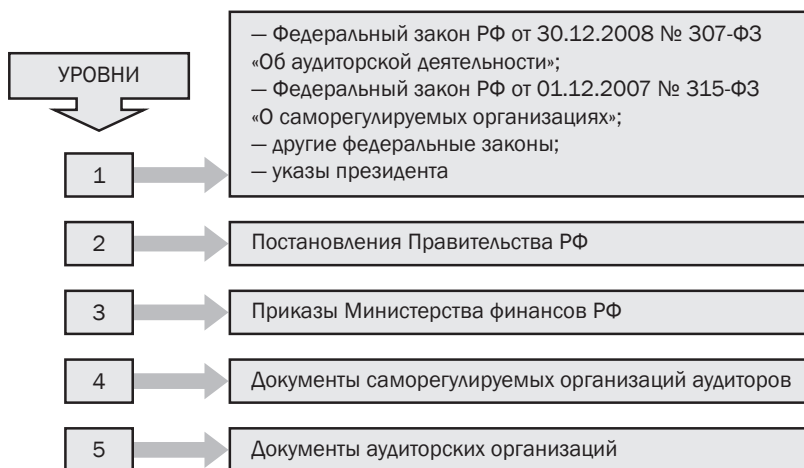 УРОВНИ
— Федеральный закон РФ от 30.12.2008 № 307-ФЗ
«Об аудиторской деятельности»;
— Федеральный закон РФ от 01.12.2007 № 315-ФЗ
«О саморегулируемых организациях»;
— другие федеральные законы;
— указы президента
1
2
Постановления Правительства РФ
3
Приказы Министерства финансов РФ
4
Документы саморегулируемых организаций аудиторов
5
Документы аудиторских организаций